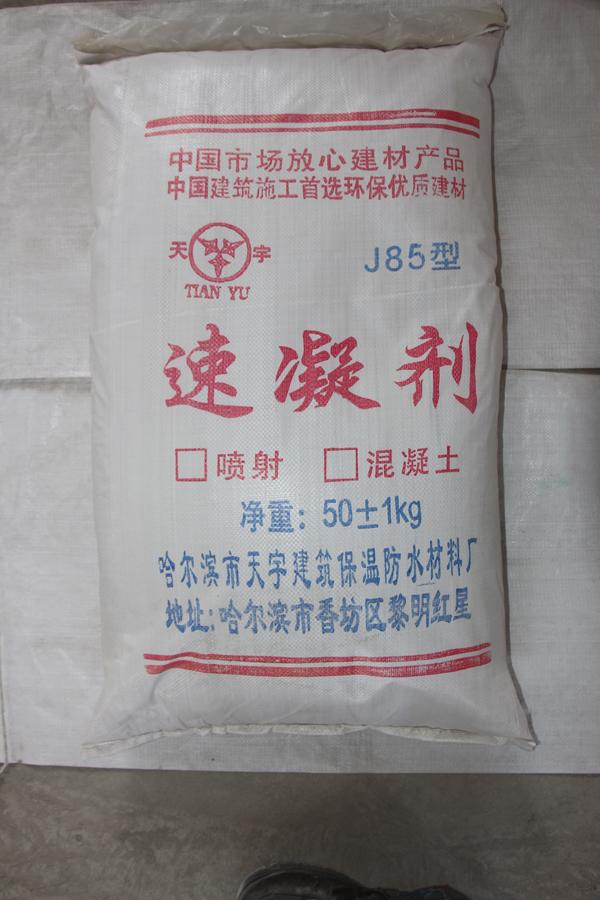 中国市场放心建材产品
中国建筑施工首选环保优质建材
天宇
TIAN YU
J85型
速凝剂
喷射 混凝土
净重：50±1kg
哈尔滨市天宇建筑保温防水材料厂
地址：哈尔滨市香坊区黎明红星